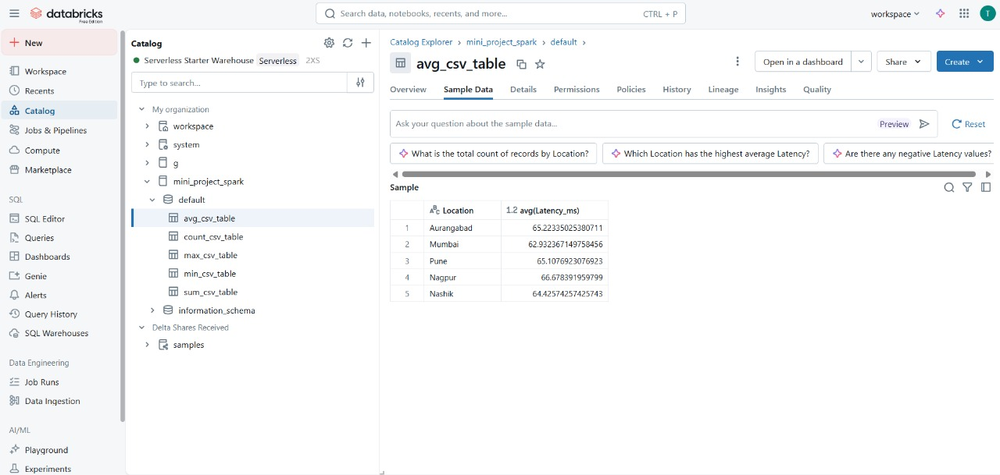 databricks
Free Edition
Search data, notebooks, recents, and more...
CTRL + P
workspace
T
New
Workspace
Recents
Catalog
Jobs & Pipelines
Compute
Marketplace
SQL
SQL Editor
Queries
Dashboards
Genie
Alerts
Query History
SQL Warehouses
Data Engineering
Job Runs
Data Ingestion
AI/ML
Playground
Experiments
Catalog
Serverless Starter Warehouse Serverless 2XS
Type to search...
My organization
workspace
system
g
mini_project_spark
default
avg_csv_table
count_csv_table
max_csv_table
min_csv_table
sum_csv_table
information_schema
Delta Shares Received
samples
Catalog Explorer › mini_project_spark › default ›
avg_csv_table
Open in a dashboard
Share
Create
Overview Sample Data Details Permissions Policies History Lineage Insights Quality
Ask your question about the sample data...
Preview
Reset
What is the total count of records by Location?
Which Location has the highest average Latency?
Are there any negative Latency values?
Sample
ABC Location 1.2 avg(Latency_ms)
1 Aurangabad 65.22335025380711
2 Mumbai 62.932367149758456
3 Pune 65.1076923076923
4 Nagpur 66.678391959799
5 Nashik 64.42574257425743